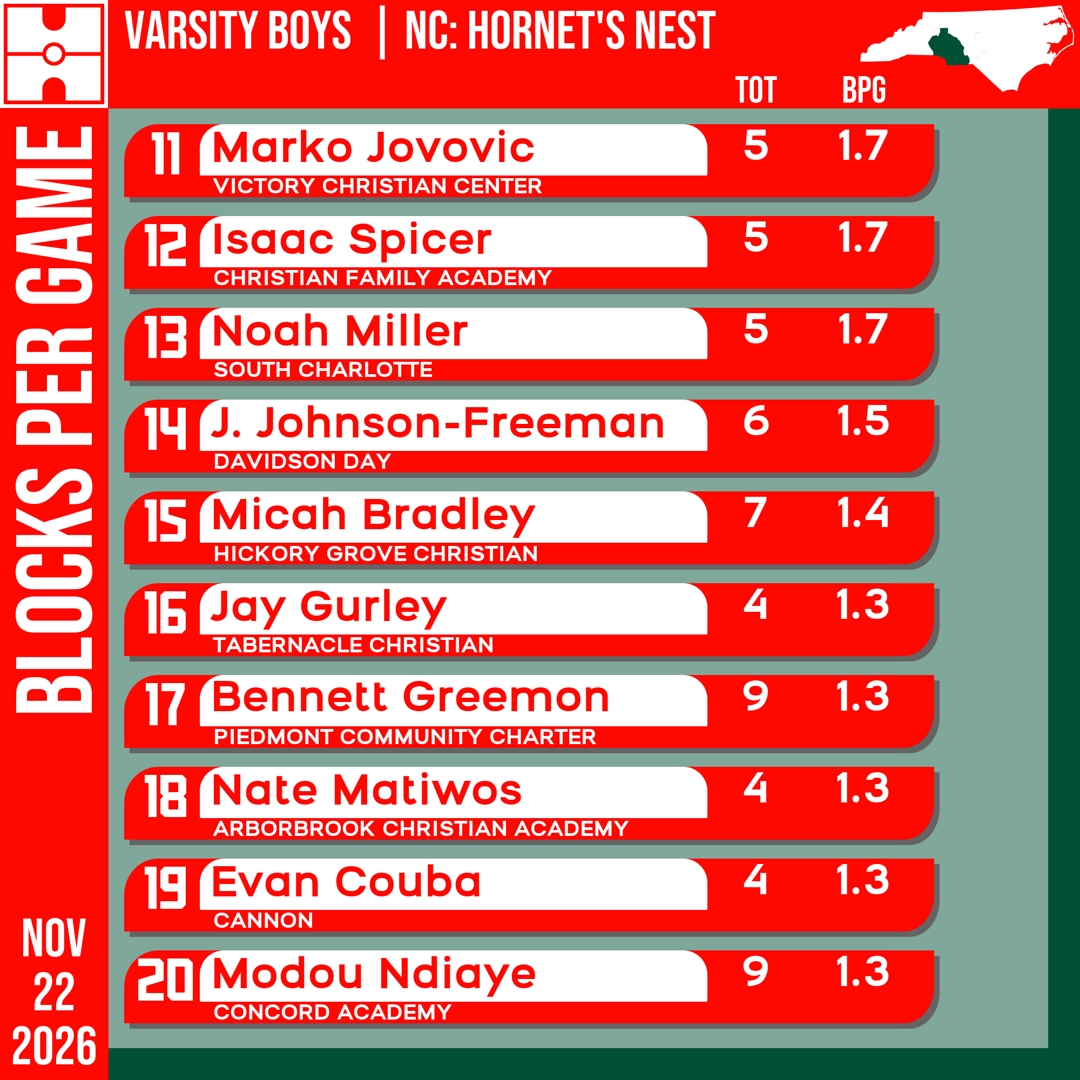 VARSITY BOYS | NC: HORNET'S NEST
TOT BPG
BLOCKS PER GAME
11 Marko Jovovic 5 1.7
VICTORY CHRISTIAN CENTER
12 Isaac Spicer 5 1.7
CHRISTIAN FAMILY ACADEMY
13 Noah Miller 5 1.7
SOUTH CHARLOTTE
14 J. Johnson-Freeman 6 1.5
DAVIDSON DAY
15 Micah Bradley 7 1.4
HICKORY GROVE CHRISTIAN
16 Jay Gurley 4 1.3
TABERNACLE CHRISTIAN
17 Bennett Greemon 9 1.3
PIEDMONT COMMUNITY CHARTER
18 Nate Matiwos 4 1.3
ARBORBROOK CHRISTIAN ACADEMY
19 Evan Couba 4 1.3
CANNON
20 Modou Ndiaye 9 1.3
CONCORD ACADEMY
NOV
22
2026